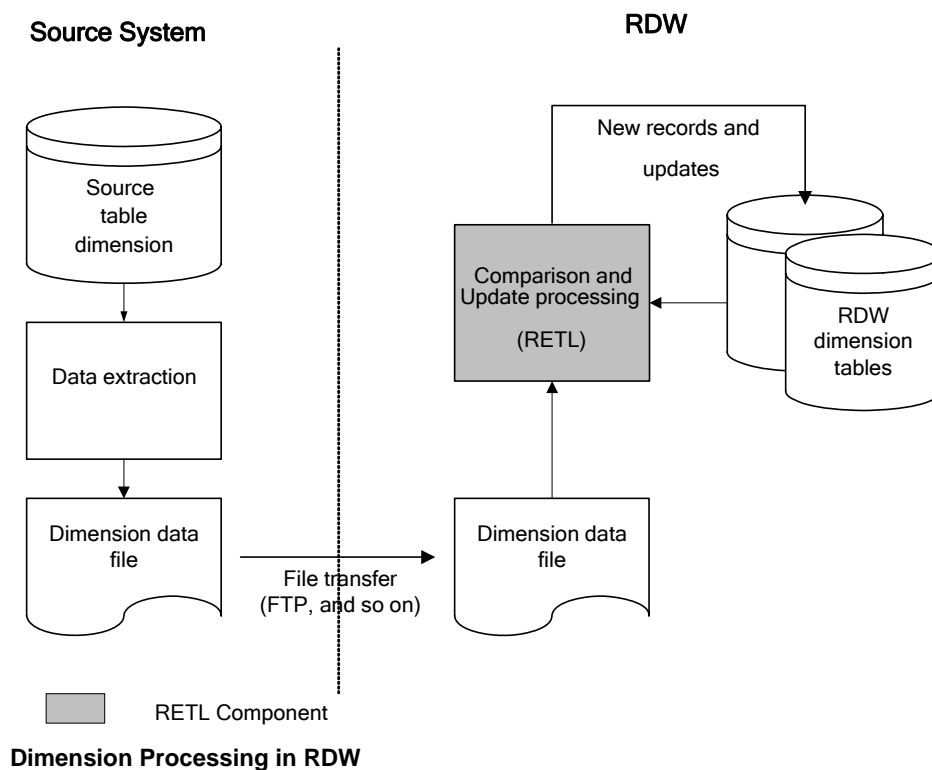 Source System
RDW
Source
table
dimension
Data extraction
Dimension data
file
File transfer
(FTP, and so on)
New records and
updates
Comparison and
Update processing
(RETL)
RDW
dimension
tables
Dimension data
file
RETL Component
Dimension Processing in RDW